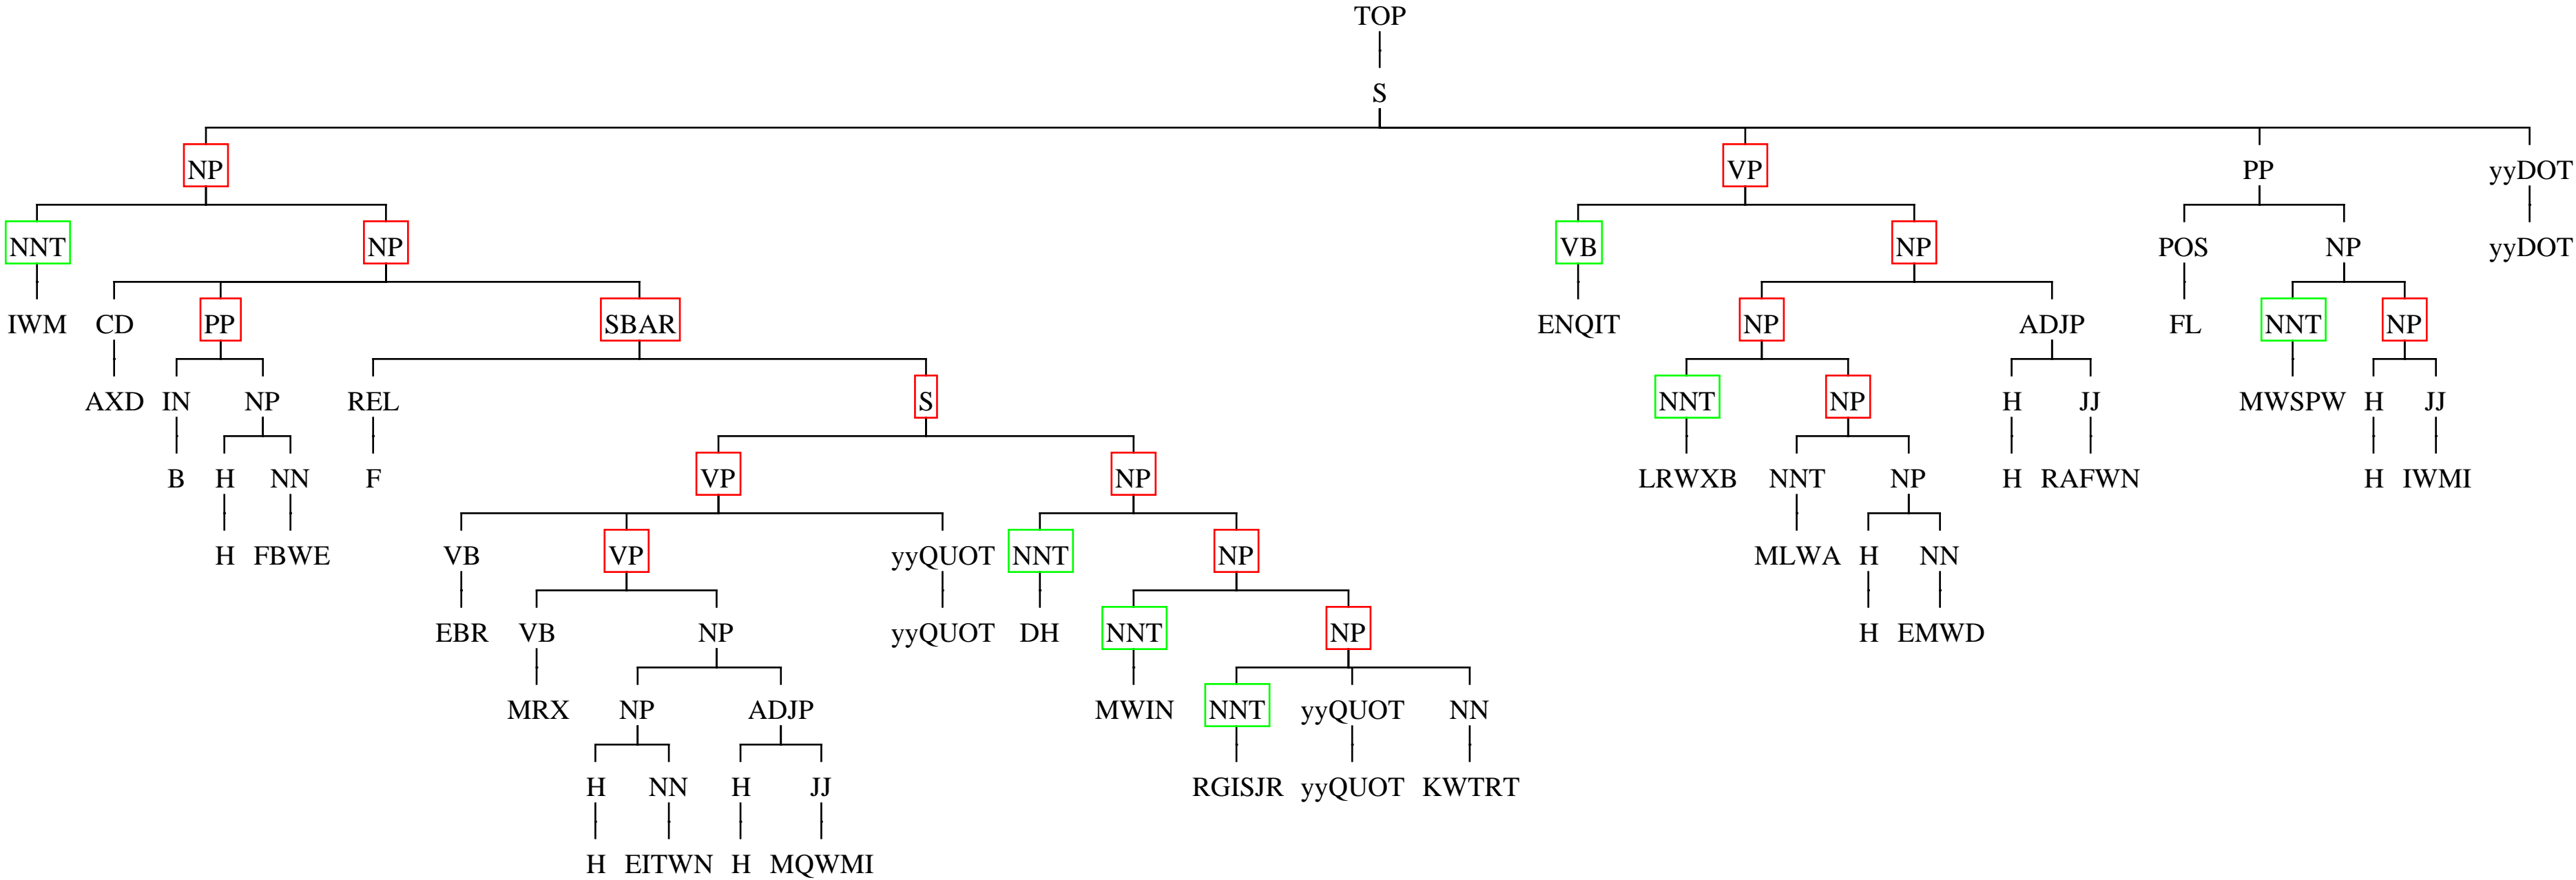 TOP
S
NP VP PP yyDOT
NNT NP VB NP POS NP yyDOT
IWM CD PP SBAR ENQIT NP ADJP FL NNT NP
AXD IN NP REL S NNT NP H JJ MWSPW H JJ
B H NN F VP NP LRWXB NNT NP H RAFWN H IWMI
H FBWE VB VP yyQUOT NNT NP MLWA H NN
EBR VB NP yyQUOT DH NNT NP H EMWD
MRX NP ADJP MWIN NNT yyQUOT NN
H NN H JJ RGISJR yyQUOT KWTRT
H EITWN H MQWMI